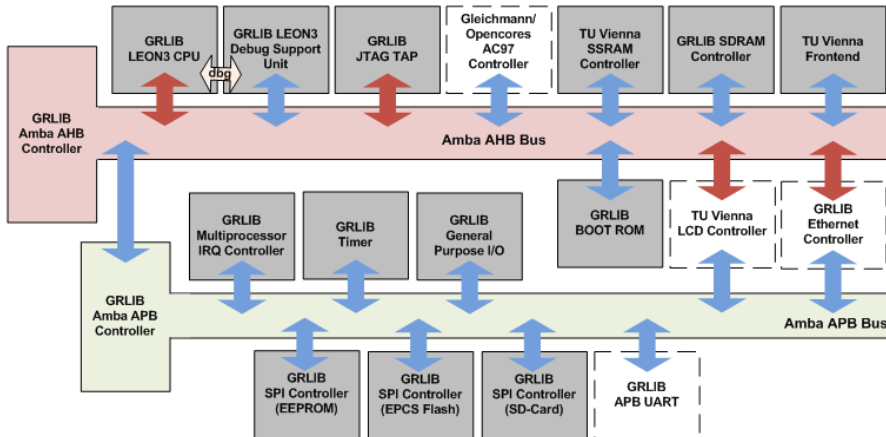 GRLIB
LEON3 CPU
dbg
GRLIB LEON3
Debug Support
Unit
GRLIB
JTAG TAP
Gleichmann/
Opencores
AC97
Controller
TU Vienna
SSRAM
Controller
GRLIB SDRAM
Controller
TU Vienna
Frontend
GRLIB
Amba AHB
Controller
Amba AHB Bus
GRLIB
Multiprocessor
IRQ Controller
GRLIB
Timer
GRLIB
General
Purpose I/O
GRLIB
BOOT ROM
TU Vienna
LCD Controller
GRLIB
Ethernet
Controller
GRLIB
Amba APB
Controller
Amba APB Bus
GRLIB
SPI Controller
(EEPROM)
GRLIB
SPI Controller
(EPCS Flash)
GRLIB
SPI Controller
(SD-Card)
GRLIB
APB UART